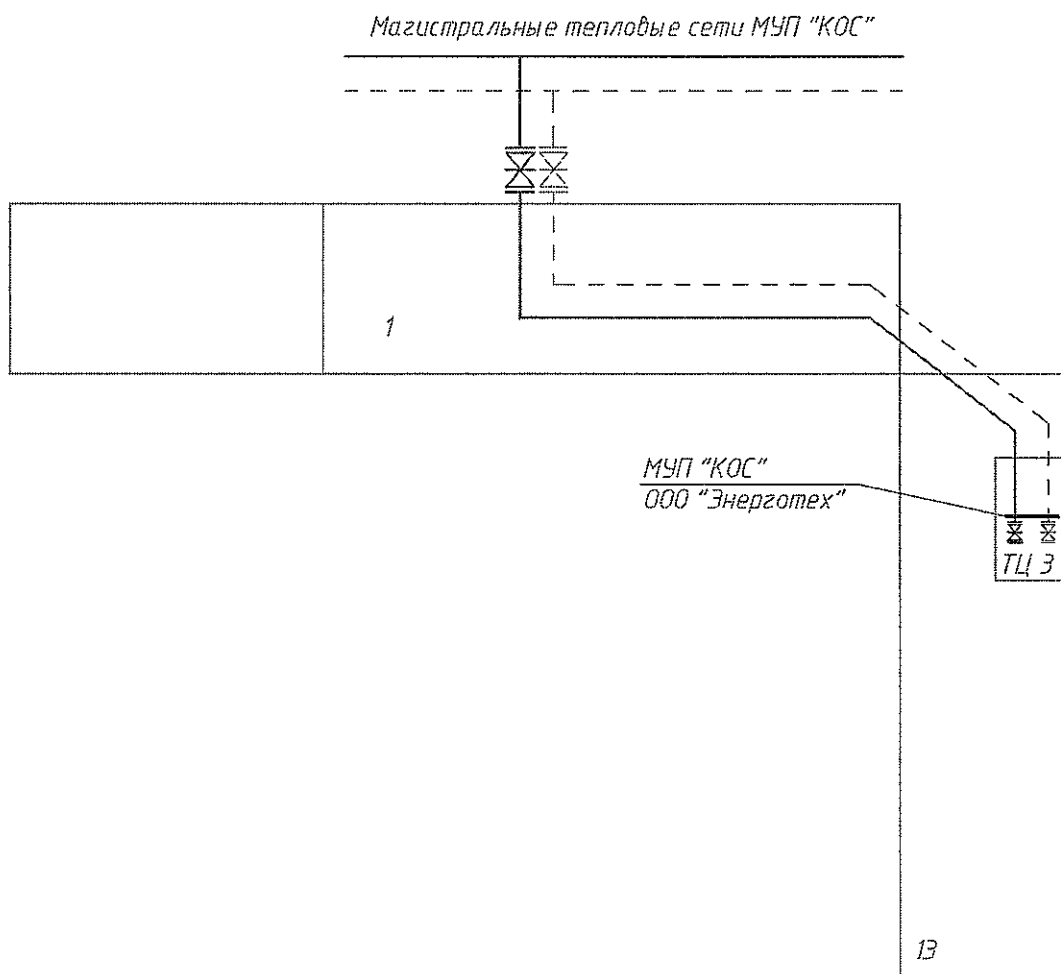 Магистральные тепловые сети МУП "КОС"
1
МУП "КОС"
ООО "Энерготех"
ТЦ 3
13